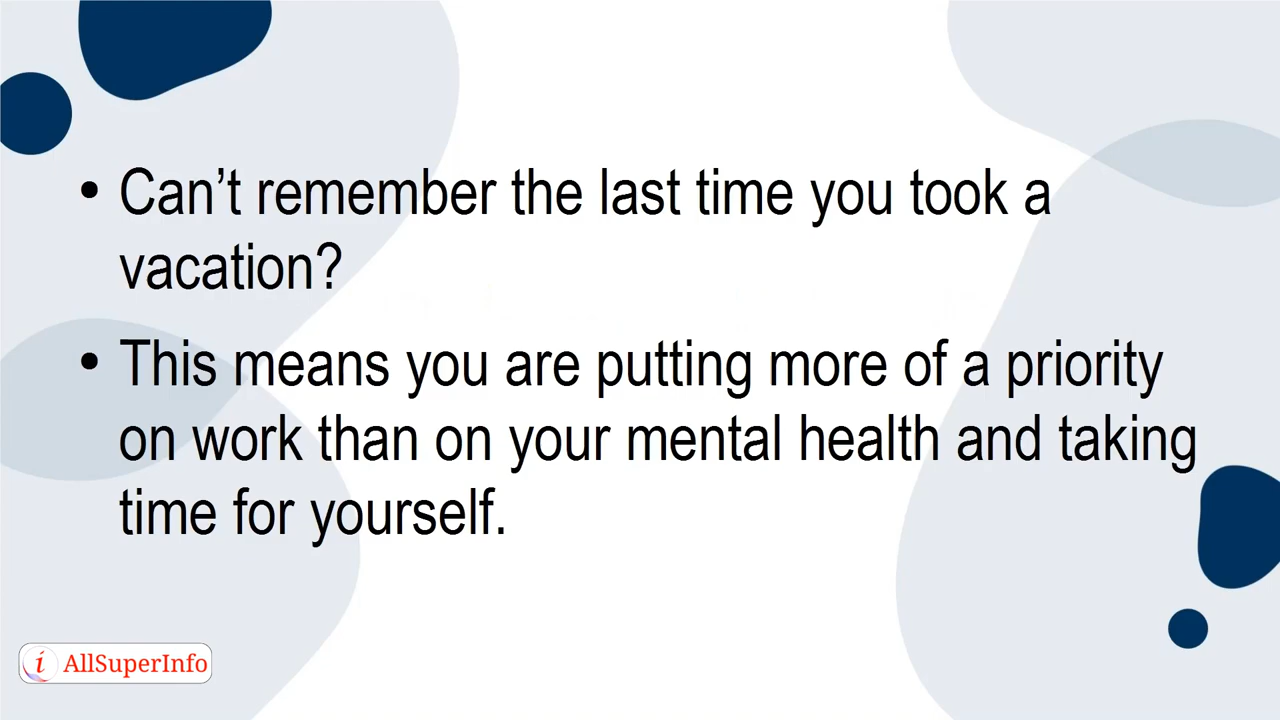 • Can’t remember the last time you took a
vacation?
• This means you are putting more of a priority
on work than on your mental health and taking
time for yourself.
i AllSuperInfo